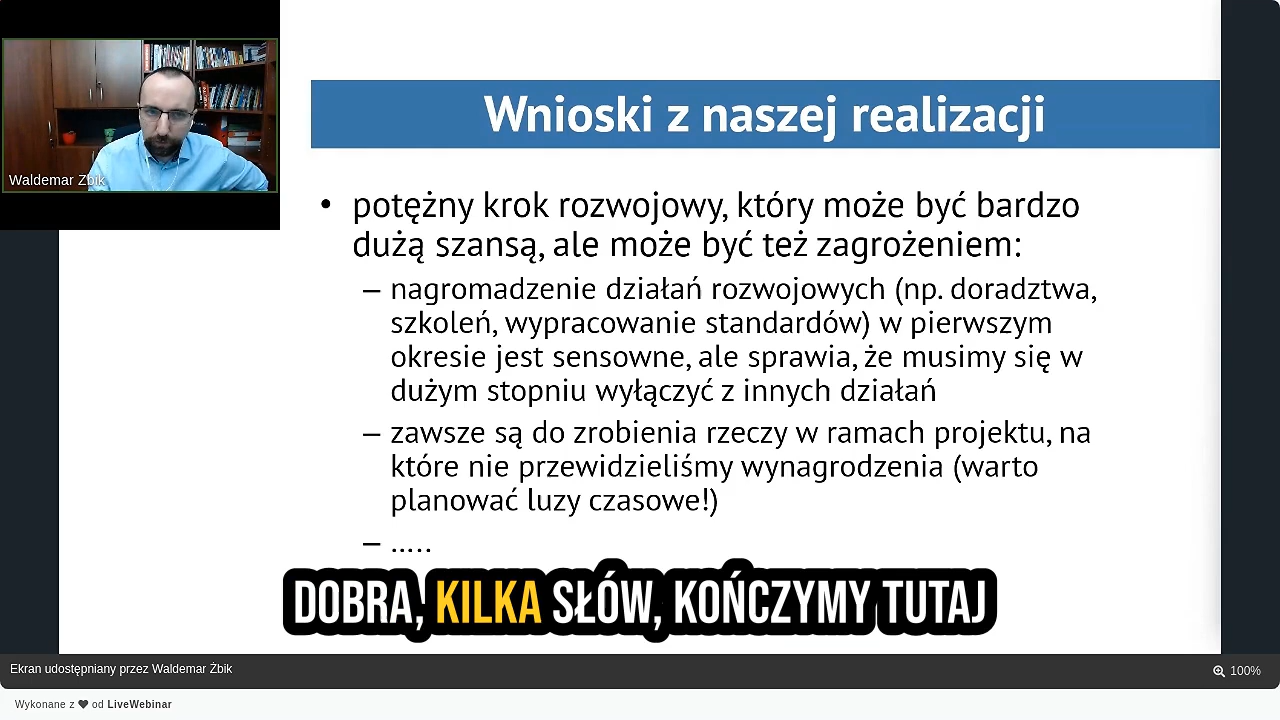 Waldemar Żbik
Wnioski z naszej realizacji
• potężny krok rozwojowy, który może być bardzo
dużą szansą, ale może być też zagrożeniem:
– nagromadzenie działań rozwojowych (np. doradztwa,
szkoleń, wypracowanie standardów) w pierwszym
okresie jest sensowne, ale sprawia, że musimy się w
dużym stopniu wyłączyć z innych działań
– zawsze są do zrobienia rzeczy w ramach projektu, na
które nie przewidzieliśmy wynagrodzenia (warto
planować luzy czasowe!)
– .....
DOBRA, KILKA SŁÓW, KOŃCZYMY TUTAJ
Ekran udostępniany przez Waldemar Żbik
100%
Wykonane z ♥ od LiveWebinar